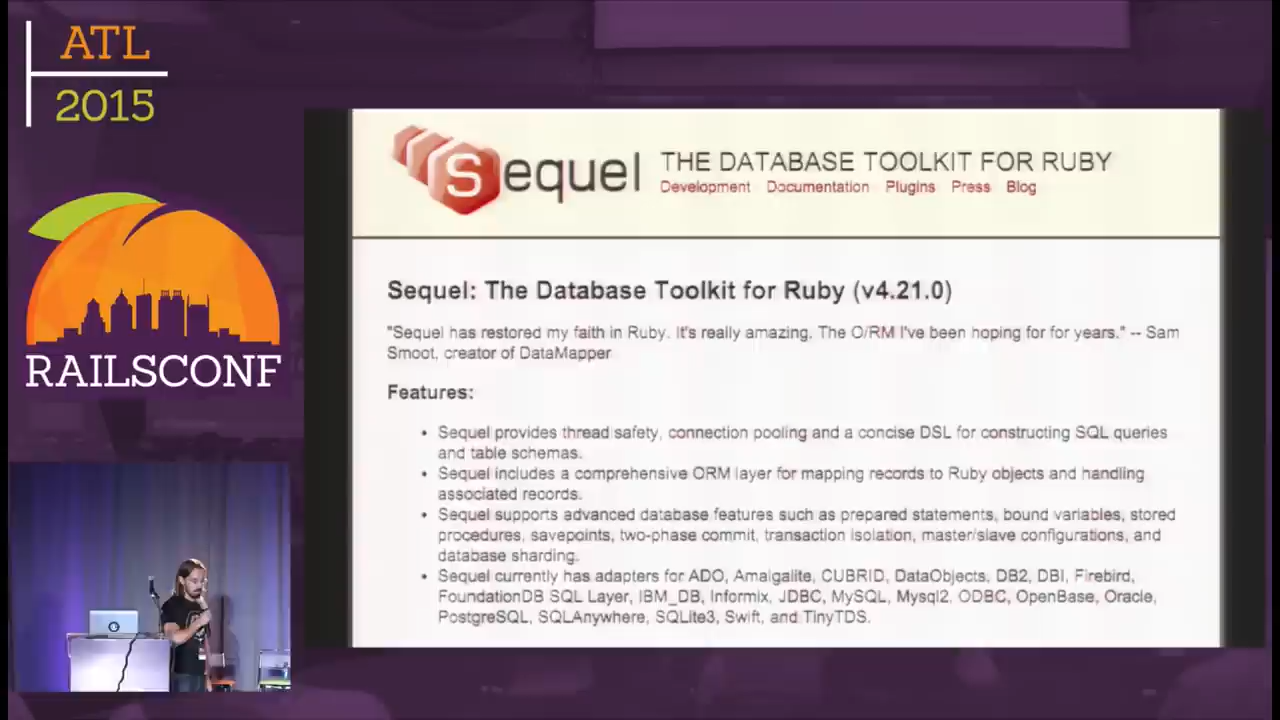 ATL
2015
RAILSCONF
Sequel THE DATABASE TOOLKIT FOR RUBY
Development Documentation Plugins Press Blog
Sequel: The Database Toolkit for Ruby (v4.21.0)
"Sequel has restored my faith in Ruby. It's really amazing. The O/RM I've been hoping for for years." -- Sam
Smoot, creator of DataMapper
Features:
• Sequel provides thread safety, connection pooling and a concise DSL for constructing SQL queries
and table schemas.
• Sequel includes a comprehensive ORM layer for mapping records to Ruby objects and handling
associated records.
• Sequel supports advanced database features such as prepared statements, bound variables, stored
procedures, savepoints, two-phase commit, transaction isolation, master/slave configurations, and
database sharding.
• Sequel currently has adapters for ADO, Amalgalite, CUBRID, DataObjects, DB2, DBI, Firebird,
FoundationDB SQL Layer, IBM_DB, Informix, JDBC, MySQL, Mysql2, ODBC, OpenBase, Oracle,
PostgreSQL, SQLAnywhere, SQLite3, Swift, and TinyTDS.